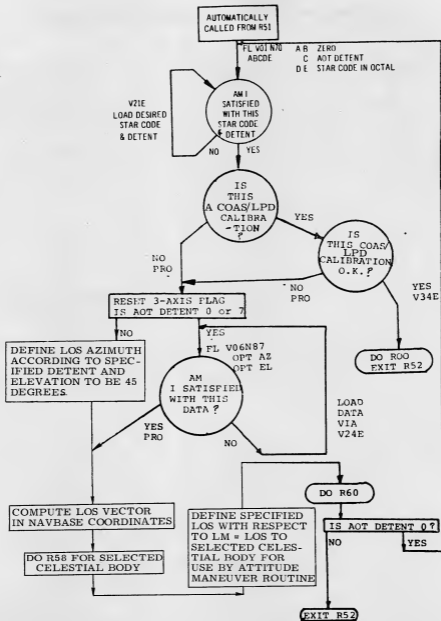 AUTOMATICALLY
CALLED FROM R51
FL V01 N70
ABCDE
A B ZERO
C AOT DETENT
D E STAR CODE IN OCTAL
V21E
LOAD DESIRED
STAR CODE
& DETENT
AM I
SATISFIED
WITH THIS
STAR CODE
& DETENT
NO
YES
IS
THIS
A COAS/LPD
CALIBRA
-TION
?
YES
NO
PRO
IS
THIS COAS/
LPD
CALIBRATION
O.K.?
NO
PRO
YES
V34E
DO ROO
EXIT R52
RESET 3-AXIS FLAG
IS AOT DETENT 0 or 7
NO
YES
FL V06N87
OPT AZ
OPT EL
DEFINE LOS AZIMUTH
ACCORDING TO SPEC-
IFIED DETENT AND
ELEVATION TO BE 45
DEGREES.
AM
I SATISFIED
WITH THIS
DATA?
YES
PRO
NO
LOAD
DATA
VIA
V24E
COMPUTE LOS VECTOR
IN NAVBASE COORDINATES
DO R58 FOR SELECTED
CELESTIAL BODY
DEFINE SPECIFIED
LOS WITH RESPECT
TO LM = LOS TO
SELECTED CELES-
TIAL BODY FOR
USE BY ATTITUDE
MANEUVER ROUTINE
DO R60
IS AOT DETENT 0?
NO
YES
EXIT R52